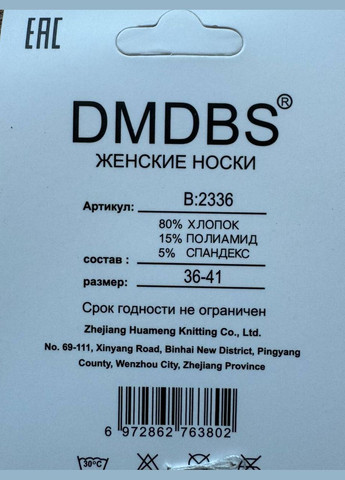 EAC
DMDBS®
ЖЕНСКИЕ НОСКИ
Артикул: B:2336
80% ХЛОПОК
15% ПОЛИАМИД
состав : 5% СПАНДЕКС
размер: 36-41
Срок годности не ограничен
Zhejiang Huameng Knitting Co., Ltd.
No. 69-111, Xinyang Road, Binhai New District, Pingyang
County, Wenzhou City, Zhejiang Province
6 972862 763802
30°C